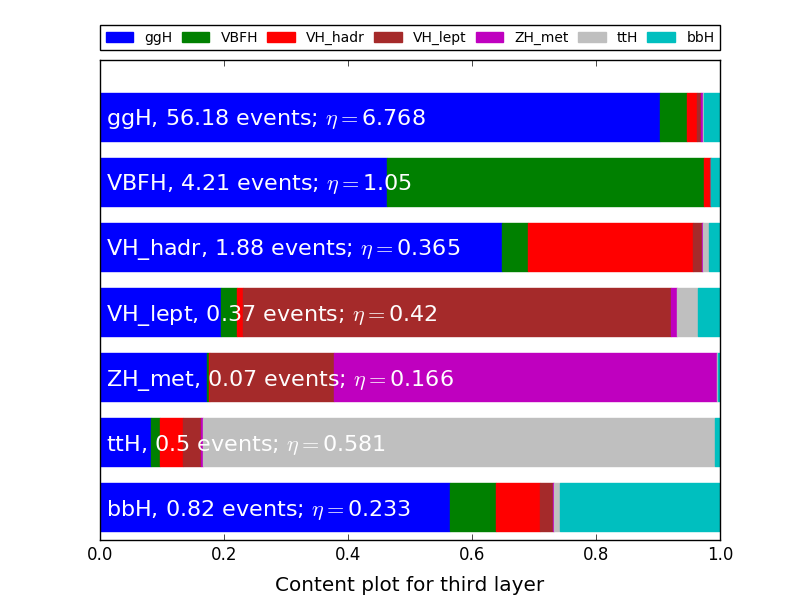 ggH VBFH VH_hadr VH_lept ZH_met ttH bbH
ggH, 56.18 events; η=6.768
VBFH, 4.21 events; η=1.05
VH_hadr, 1.88 events; η=0.365
VH_lept, 0.37 events; η=0.42
ZH_met, 0.07 events; η=0.166
ttH, 0.5 events; η=0.581
bbH, 0.82 events; η=0.233
0.0 0.2 0.4 0.6 0.8 1.0
Content plot for third layer